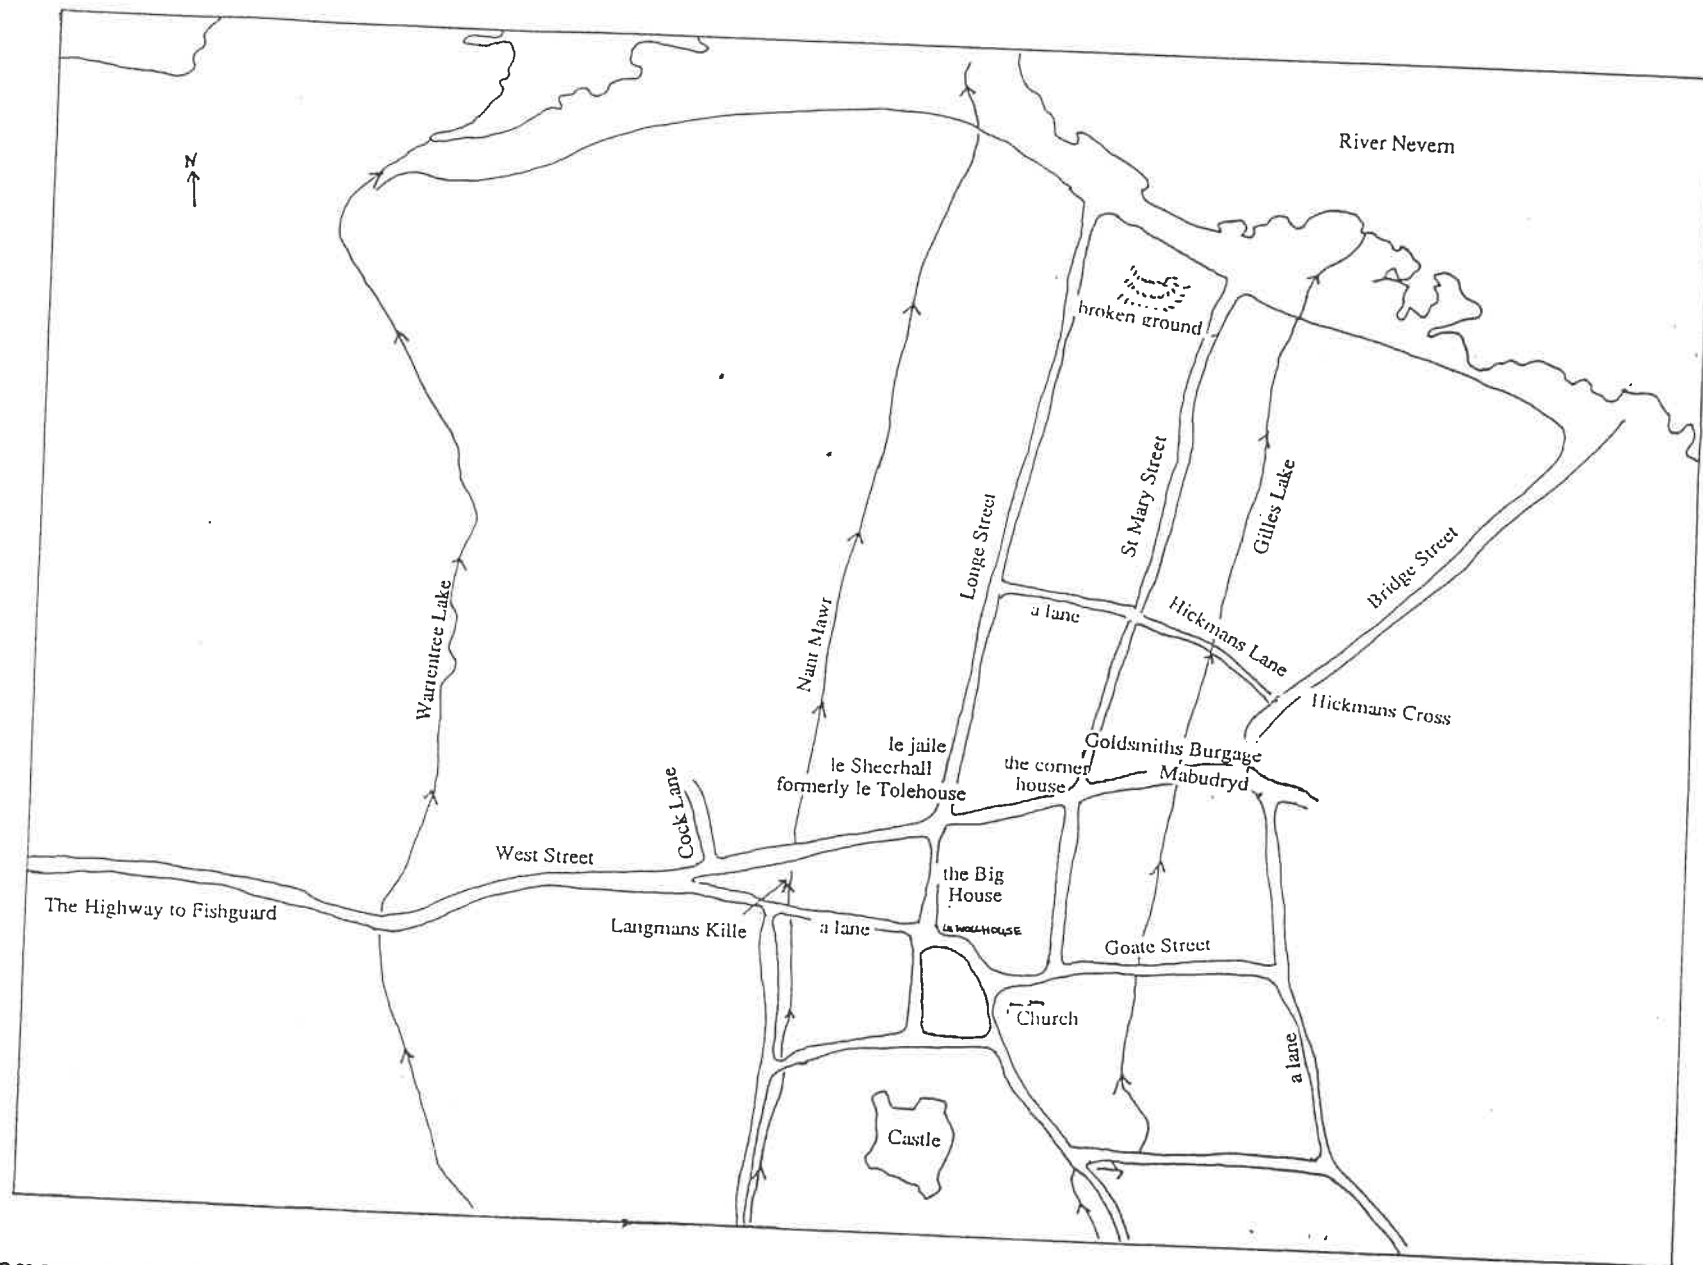 River Nevern
N
broken ground
Longe Street
St Mary Street
Gilles Lake
Bridge Street
Warrentree Lake
Nant Mawr
a lane
Hickmans Lane
Hickmans Cross
le jaile
le Sheerhall
formerly le Tolehouse
the corner
house
Goldsmiths Burgage
Mabudryd
Cock Lane
West Street
The Highway to Fishguard
Langmans Kille
a lane
the Big
House
le WOLLHOUSE
Goate Street
Church
a lane
Castle